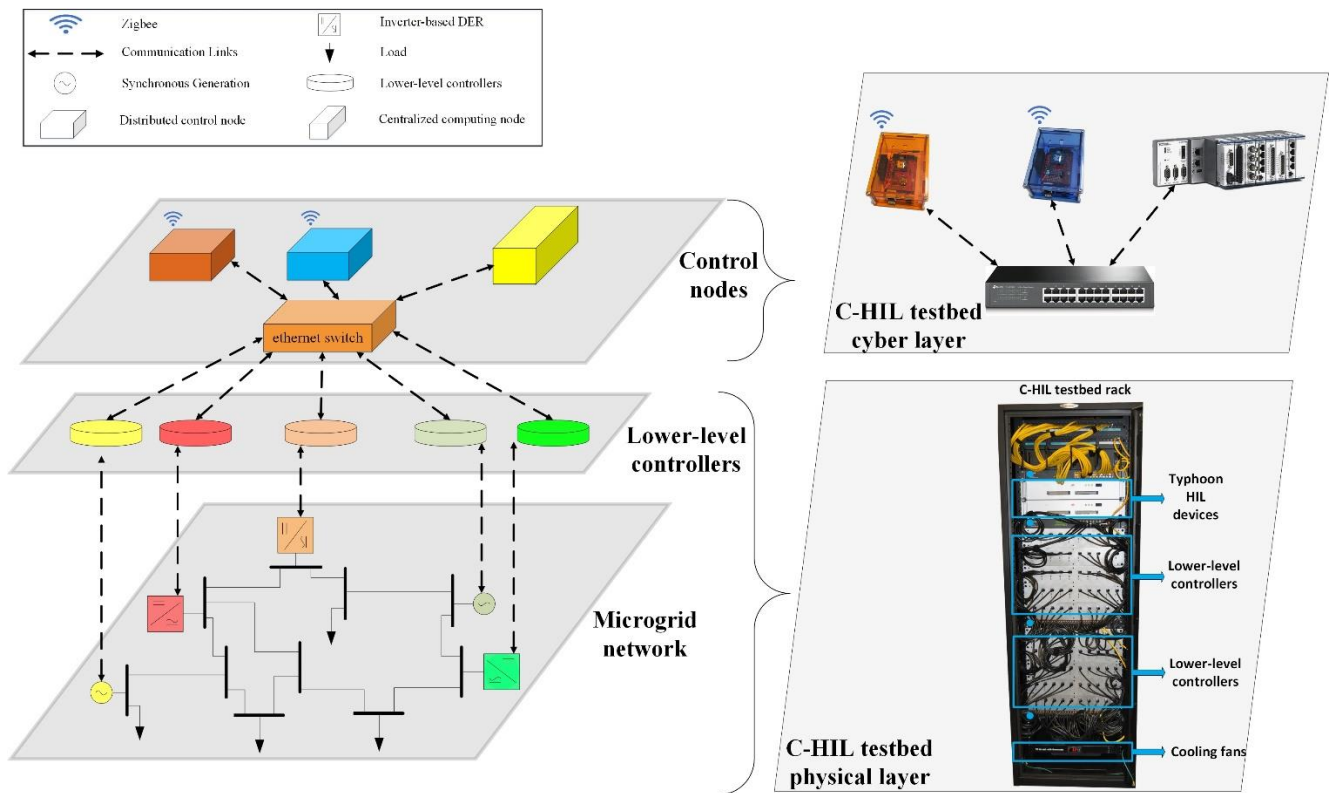 Zigbee
Inverter-based DER
Communication Links
Load
Synchronous Generation
Lower-level controllers
Distributed control node
Centralized computing node
Control
nodes
ethernet switch
Lower-level
controllers
Microgrid
network
C-HIL testbed
cyber layer
C-HIL testbed rack
Typhoon
HIL
devices
Lower-level
controllers
Lower-level
controllers
Cooling fans
C-HIL testbed
physical layer